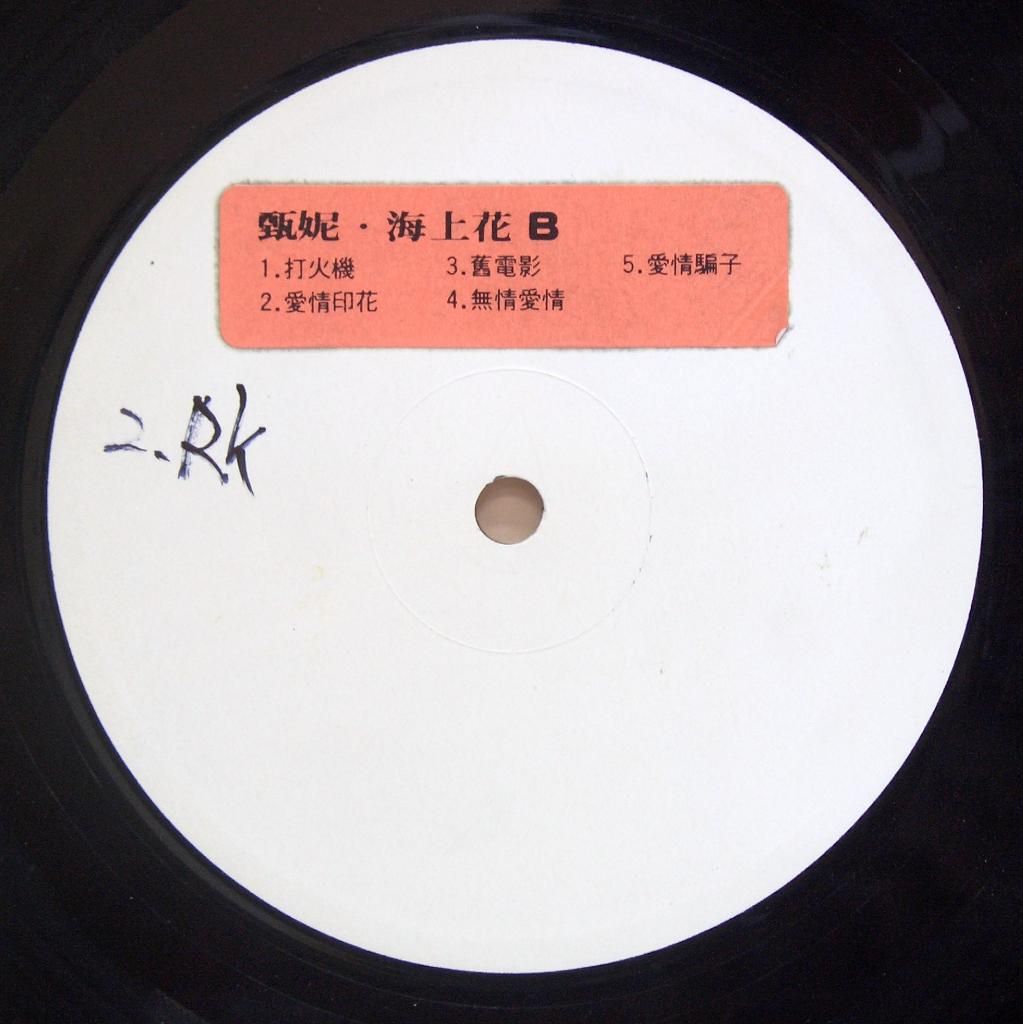 甄妮·海上花 B
1.打火機 3.舊電影 5.愛情騙子
2.愛情印花 4.無情愛情
2.RK